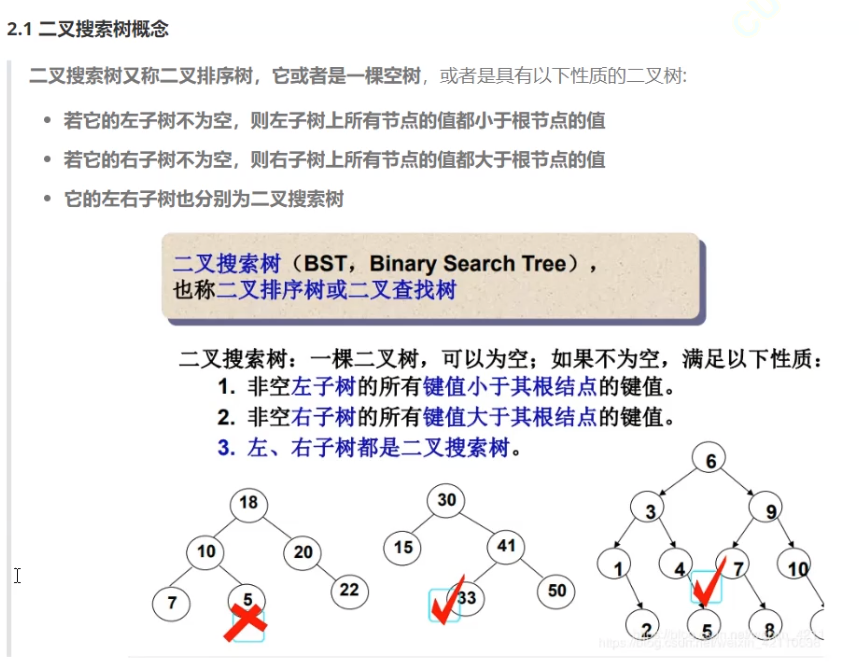 2.1 二叉搜索树概念
二叉搜索树又称二叉排序树，它或者是一棵空树，或者是具有以下性质的二叉树:
• 若它的左子树不为空，则左子树上所有节点的值都小于根节点的值
• 若它的右子树不为空，则右子树上所有节点的值都大于根节点的值
• 它的左右子树也分别为二叉搜索树
二叉搜索树（BST，Binary Search Tree），
也称二叉排序树或二叉查找树
二叉搜索树：一棵二叉树，可以为空；如果不为空，满足以下性质：
1. 非空左子树的所有键值小于其根结点的键值。
2. 非空右子树的所有键值大于其根结点的键值。
3. 左、右子树都是二叉搜索树。
18
10 20
7 5 22
30
15 41
33 50
6
3 9
1 4 7 10
2 5 8